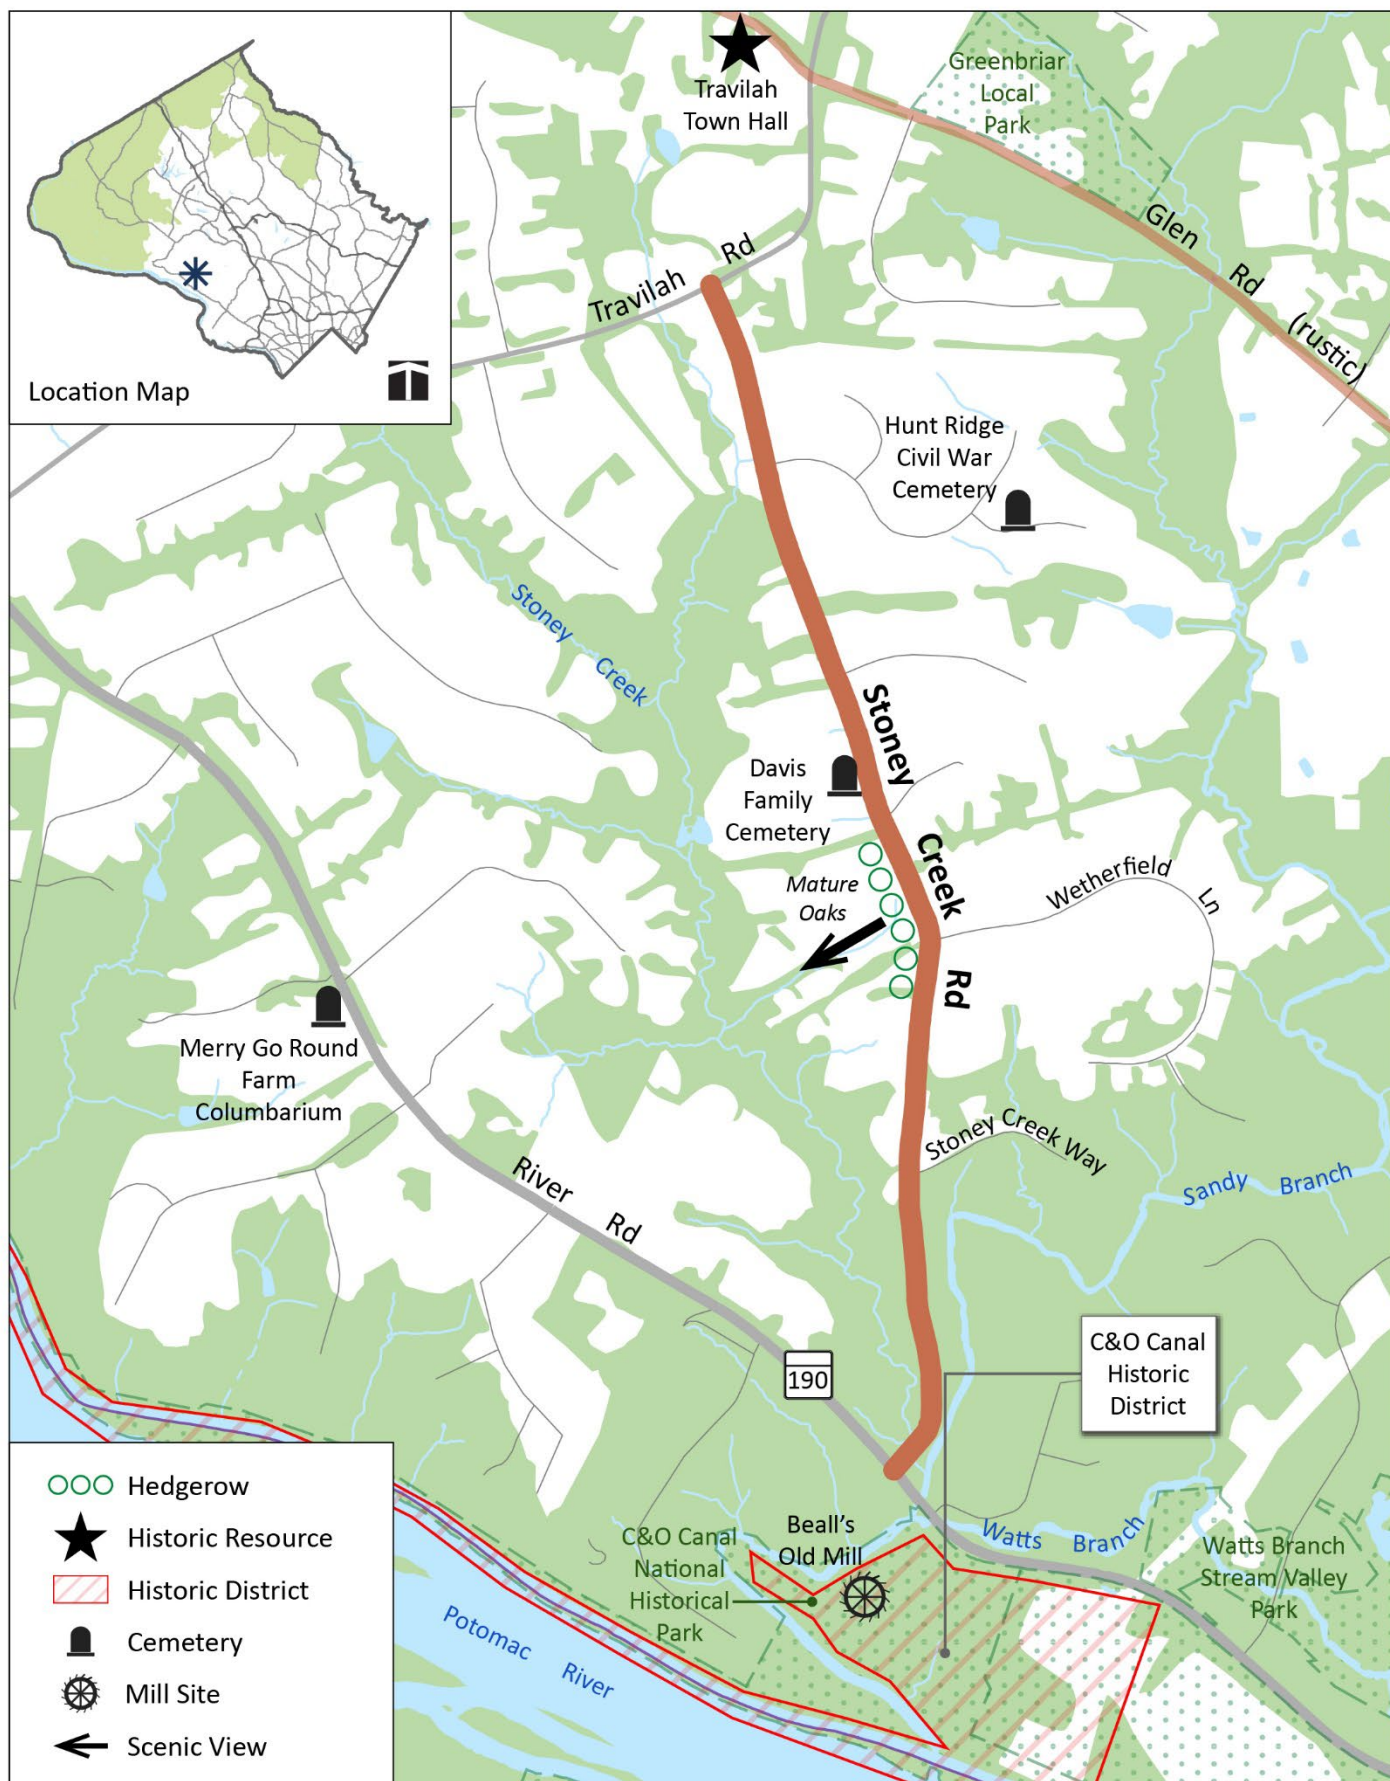 Location Map
Travilah
Town Hall
Greenbriar
Local
Park
Glen
Rd
(rustic)
Travilah
Rd
Hunt Ridge
Civil War
Cemetery
Stoney
Creek
Stoney
Creek
Rd
Davis
Family
Cemetery
Mature
Oaks
Wetherfield
Ln
Merry Go Round
Farm
Columbarium
Stoney Creek Way
River
Rd
Sandy Branch
190
C&O Canal
Historic
District
Hedgerow
Historic Resource
Historic District
Cemetery
Mill Site
Scenic View
Potomac
River
C&O Canal
National
Historical
Park
Beall's
Old Mill
Watts Branch
Watts Branch
Stream Valley
Park